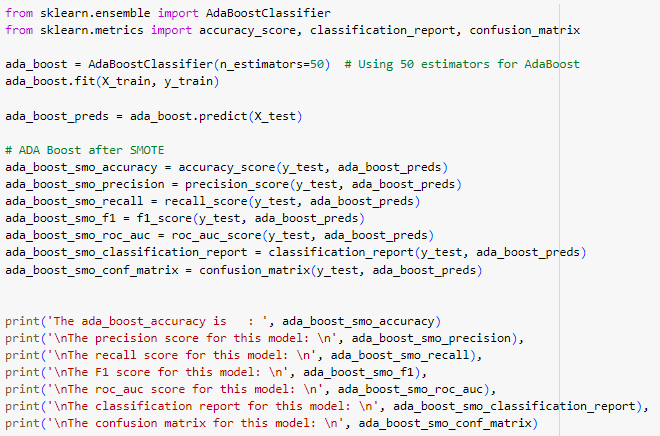 from sklearn.ensemble import AdaBoostClassifier
from sklearn.metrics import accuracy_score, classification_report, confusion_matrix
ada_boost = AdaBoostClassifier(n_estimators=50)  # Using 50 estimators for AdaBoost
ada_boost.fit(X_train, y_train)
ada_boost_preds = ada_boost.predict(X_test)
# ADA Boost after SMOTE
ada_boost_smo_accuracy = accuracy_score(y_test, ada_boost_preds)
ada_boost_smo_precision = precision_score(y_test, ada_boost_preds)
ada_boost_smo_recall = recall_score(y_test, ada_boost_preds)
ada_boost_smo_f1 = f1_score(y_test, ada_boost_preds)
ada_boost_smo_roc_auc = roc_auc_score(y_test, ada_boost_preds)
ada_boost_smo_classification_report = classification_report(y_test, ada_boost_preds)
ada_boost_smo_conf_matrix = confusion_matrix(y_test, ada_boost_preds)
print('The ada_boost_accuracy is   : ', ada_boost_smo_accuracy)
print('\nThe precision score for this model: \n', ada_boost_smo_precision),
print('\nThe recall score for this model: \n', ada_boost_smo_recall),
print('\nThe F1 score for this model: \n', ada_boost_smo_f1),
print('\nThe roc_auc score for this model: \n', ada_boost_smo_roc_auc),
print('\nThe classification report for this model: \n', ada_boost_smo_classification_report),
print('\nThe confusion matrix for this model: \n', ada_boost_smo_conf_matrix)